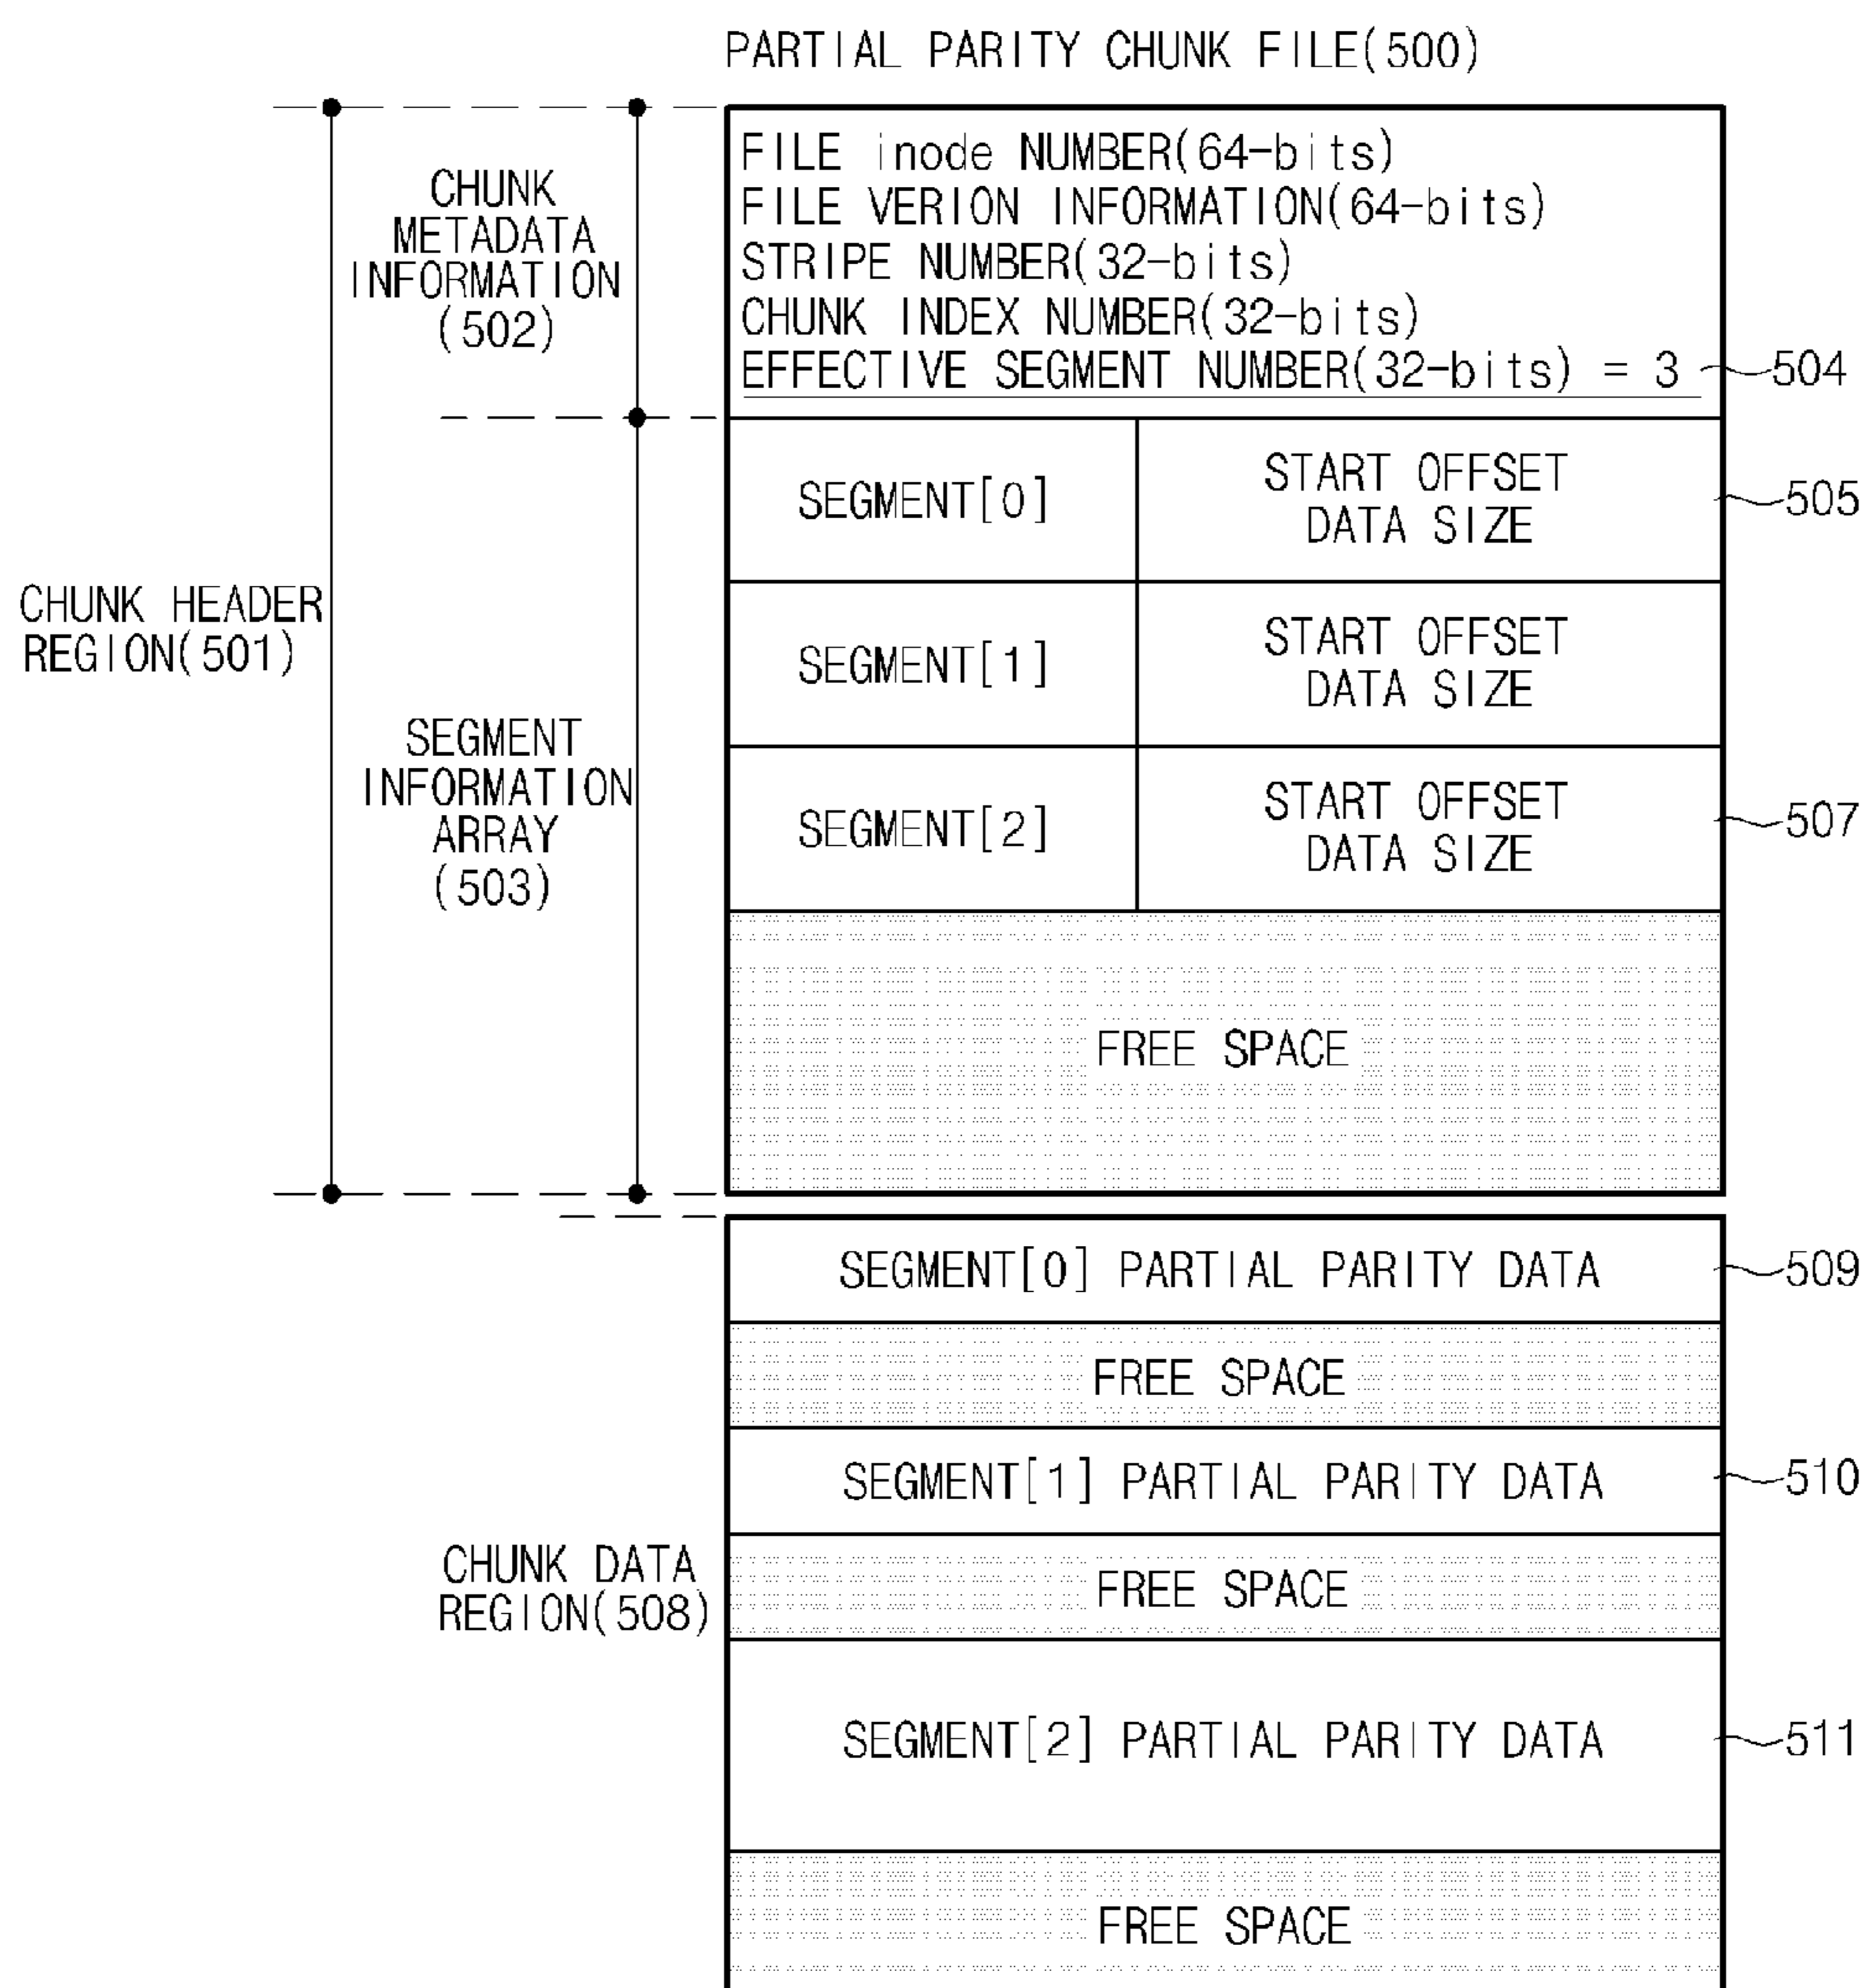 PARTIAL PARITY CHUNK FILE(500)
CHUNK
METADATA
INFORMATION
(502)
FILE inode NUMBER(64-bits)
FILE VERION INFORMATION(64-bits)
STRIPE NUMBER(32-bits)
CHUNK INDEX NUMBER(32-bits)
EFFECTIVE SEGMENT NUMBER(32-bits) = 3
504
CHUNK HEADER
REGION(501)
SEGMENT
INFORMATION
ARRAY
(503)
SEGMENT[0]
START OFFSET
DATA SIZE
505
SEGMENT[1]
START OFFSET
DATA SIZE
SEGMENT[2]
START OFFSET
DATA SIZE
507
FREE SPACE
CHUNK DATA
REGION(508)
SEGMENT[0] PARTIAL PARITY DATA
509
FREE SPACE
SEGMENT[1] PARTIAL PARITY DATA
510
FREE SPACE
SEGMENT[2] PARTIAL PARITY DATA
511
FREE SPACE